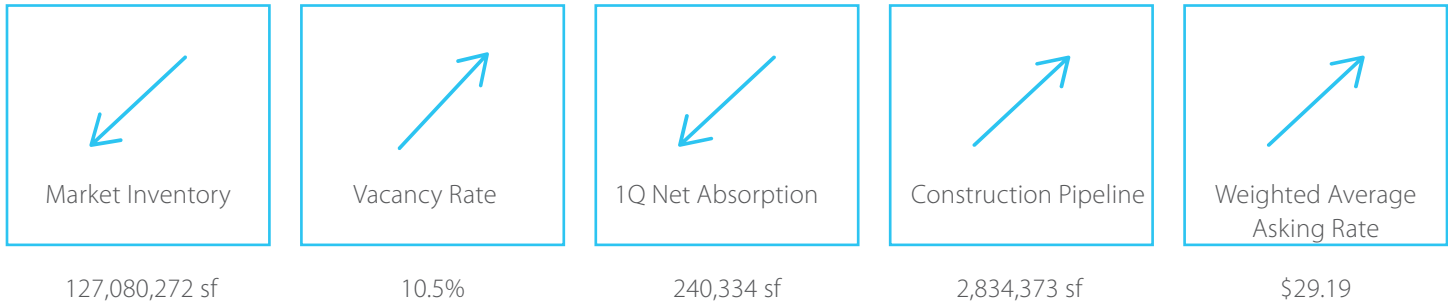 Market Inventory
Vacancy Rate
1Q Net Absorption
Construction Pipeline
Weighted Average
Asking Rate
127,080,272 sf
10.5%
240,334 sf
2,834,373 sf
$29.19